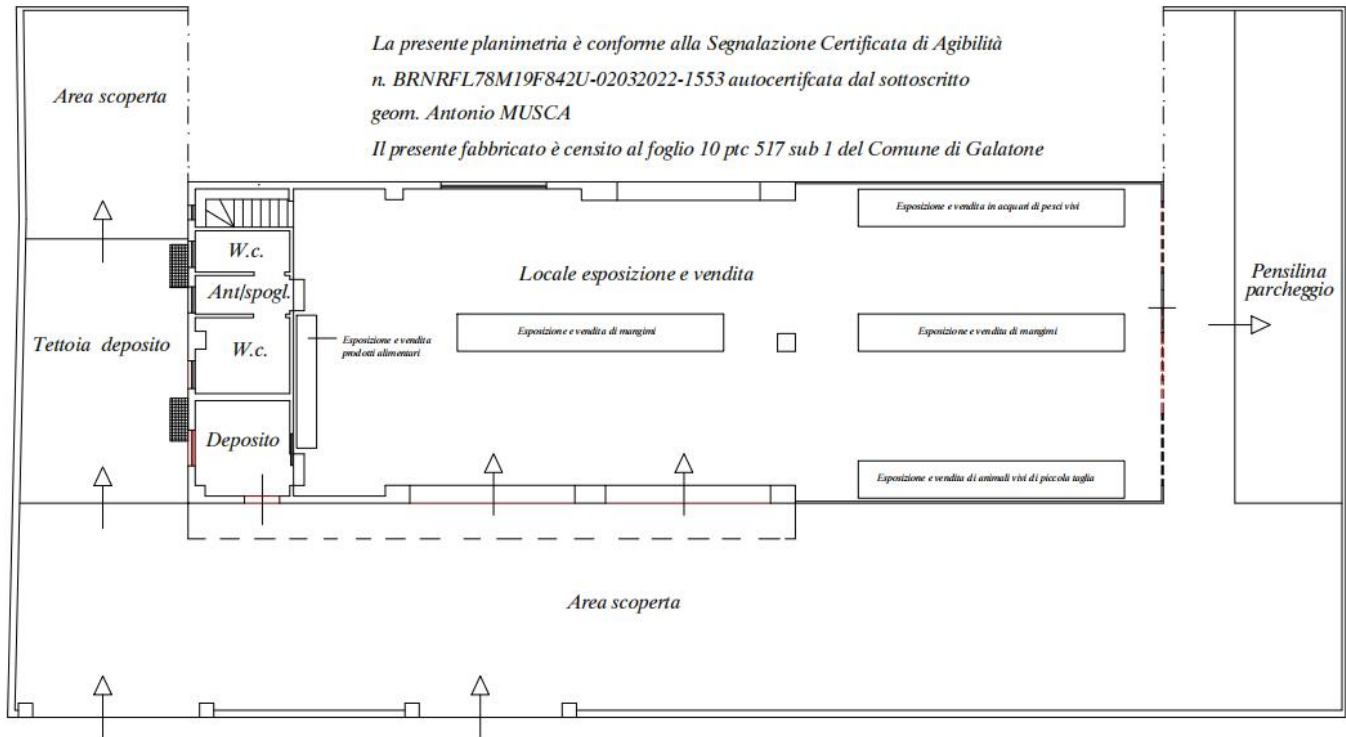 La presente planimetria è conforme alla Segnalazione Certificata di Agibilità
n. BRNRFL78M19F842U-02032022-1553 autocertifcata dal sottoscritto
geom. Antonio MUSCA
Il presente fabbricato è censito al foglio 10 ptc 517 sub 1 del Comune di Galatone
Area scoperta
Esposizione e vendita in acquari di pesci vivi
W.c.
Locale esposizione e vendita
Pensilina
parcheggio
Ant/spogl.
Tettoia deposito
W.c.
Esposizione e vendita
prodotti alimentari
Esposizione e vendita di mangimi
Esposizione e vendita di mangimi
Deposito
Esposizione e vendita di animali vivi di piccola taglia
Area scoperta